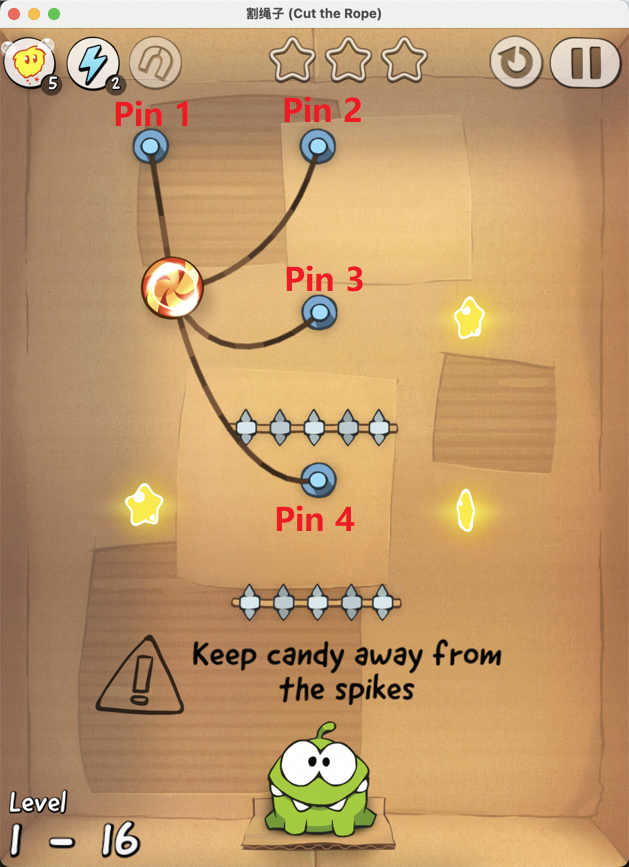 割绳子 (Cut the Rope)
5
2
Pin 1
Pin 2
Pin 3
Pin 4
Keep candy away from
the spikes
Level
1 - 16